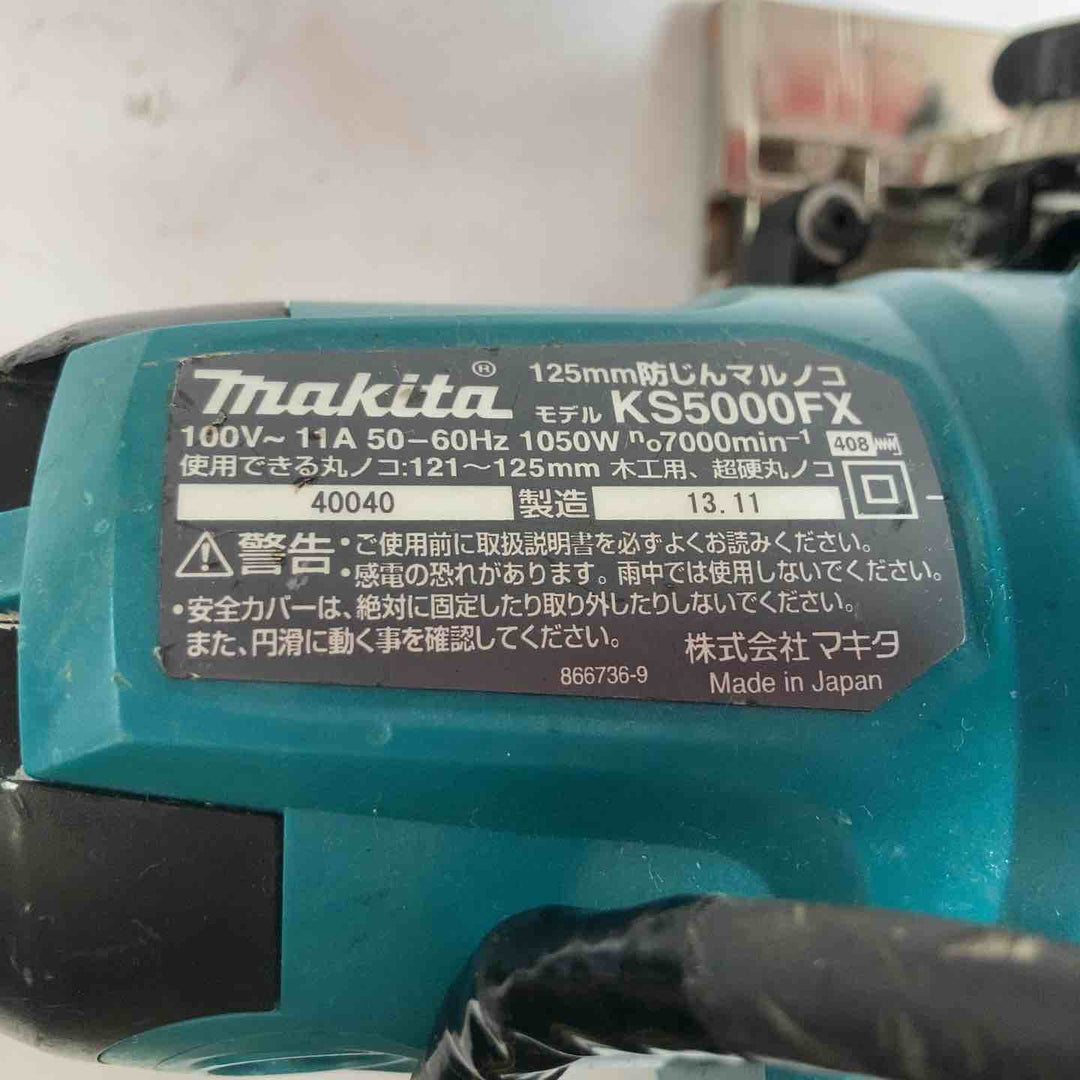 makita® 125mm防じんマルノコ
モデル KS5000FX
100V~ 11A 50-60Hz 1050W n₀7000min⁻¹ 408
使用できる丸ノコ:121～125mm 木工用、超硬丸ノコ
40040 製造 13.11
警告 •ご使用前に取扱説明書を必ずよくお読みください。
•感電の恐れがあります。雨中では使用しないでください。
•安全カバーは、絶対に固定したり取り外したりしないでください。
また、円滑に動く事を確認してください。
株式会社マキタ
866736-9 Made in Japan